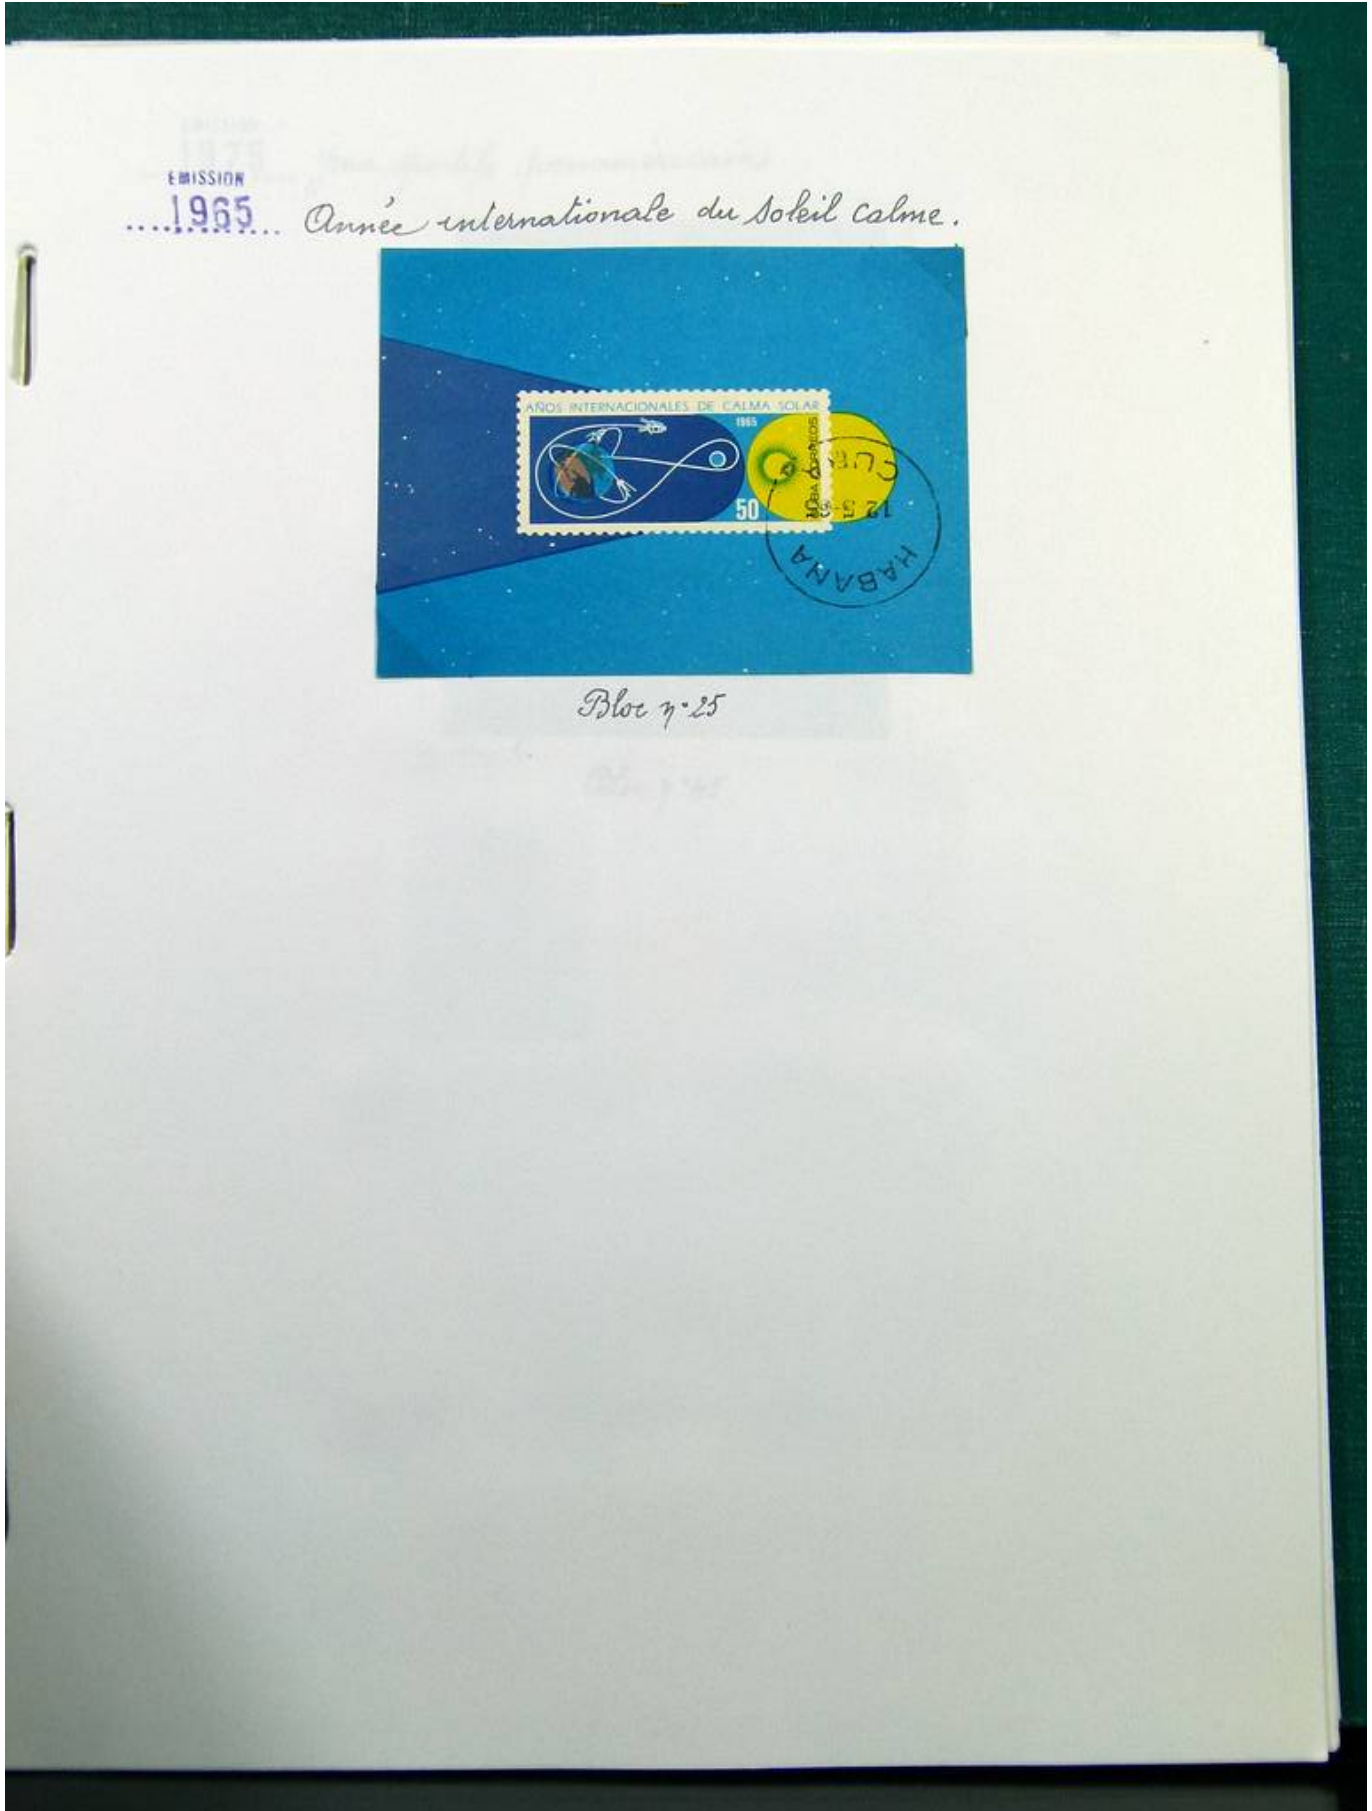 EMISSION
1965
Année internationale du Soleil calme.
AÑOS INTERNACIONALES DE CALMA SOLAR
1965
CUBA CORREOS
50
CUBA
HABANA
Bloc n° 25